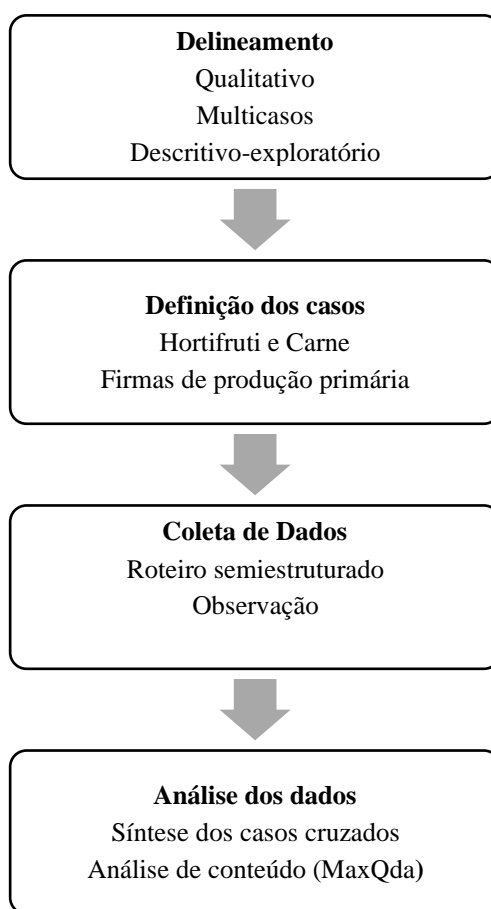 Delineamento
Qualitativo
Multicasos
Descritivo-exploratório
Definição dos casos
Hortifruti e Carne
Firmas de produção primária
Coleta de Dados
Roteiro semiestruturado
Observação
Análise dos dados
Síntese dos casos cruzados
Análise de conteúdo (MaxQda)